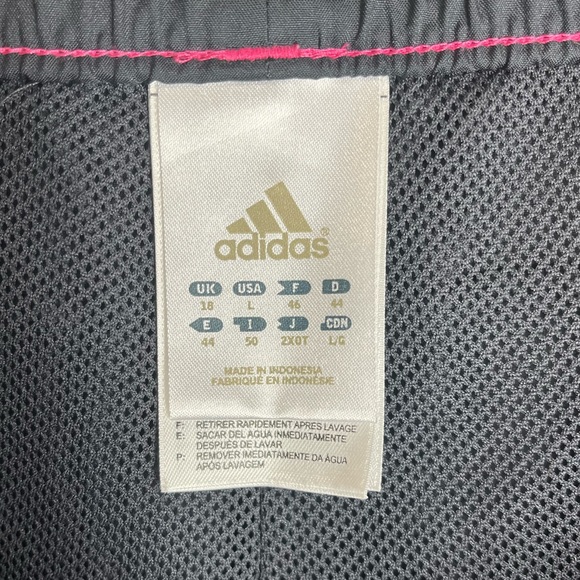 adidas®
UK USA F D
18 L 46 44
E I J CDN
44 50 2XOT L/G
MADE IN INDONESIA
FABRIQUÉ EN INDONÉSIE
F: RETIRER RAPIDEMENT APRES LAVAGE
E: SACAR DEL AGUA INMEDIATAMENTE
DESPUÉS DE LAVAR
P: REMOVER IMEDIATAMENTE DA ÁGUA
APÓS LAVAGEM